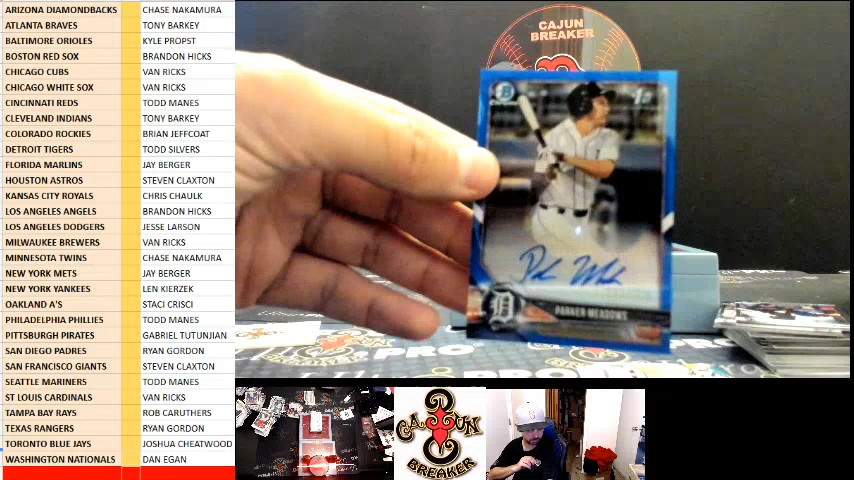 ARIZONA DIAMONDBACKS CHASE NAKAMURA
ATLANTA BRAVES TONY BARKEY
BALTIMORE ORIOLES KYLE PROPST
BOSTON RED SOX BRANDON HICKS
CHICAGO CUBS VAN RICKS
CHICAGO WHITE SOX VAN RICKS
CINCINNATI REDS TODD MANES
CLEVELAND INDIANS TONY BARKEY
COLORADO ROCKIES BRIAN JEFFCOAT
DETROIT TIGERS TODD SILVERS
FLORIDA MARLINS JAY BERGER
HOUSTON ASTROS STEVEN CLAXTON
KANSAS CITY ROYALS CHRIS CHAULK
LOS ANGELES ANGELS BRANDON HICKS
LOS ANGELES DODGERS JESSE LARSON
MILWAUKEE BREWERS VAN RICKS
MINNESOTA TWINS CHASE NAKAMURA
NEW YORK METS JAY BERGER
NEW YORK YANKEES LEN KIERZEK
OAKLAND A'S STACI CRISCI
PHILADELPHIA PHILLIES TODD MANES
PITTSBURGH PIRATES GABRIEL TUTUNJIAN
SAN DIEGO PADRES RYAN GORDON
SAN FRANCISCO GIANTS STEVEN CLAXTON
SEATTLE MARINERS TODD MANES
ST LOUIS CARDINALS VAN RICKS
TAMPA BAY RAYS ROB CARUTHERS
TEXAS RANGERS RYAN GORDON
TORONTO BLUE JAYS JOSHUA CHEATWOOD
WASHINGTON NATIONALS DAN EGAN
CAJUN
BREAKER
1st
PARKER MEADOWS
CAJUN
BREAKER